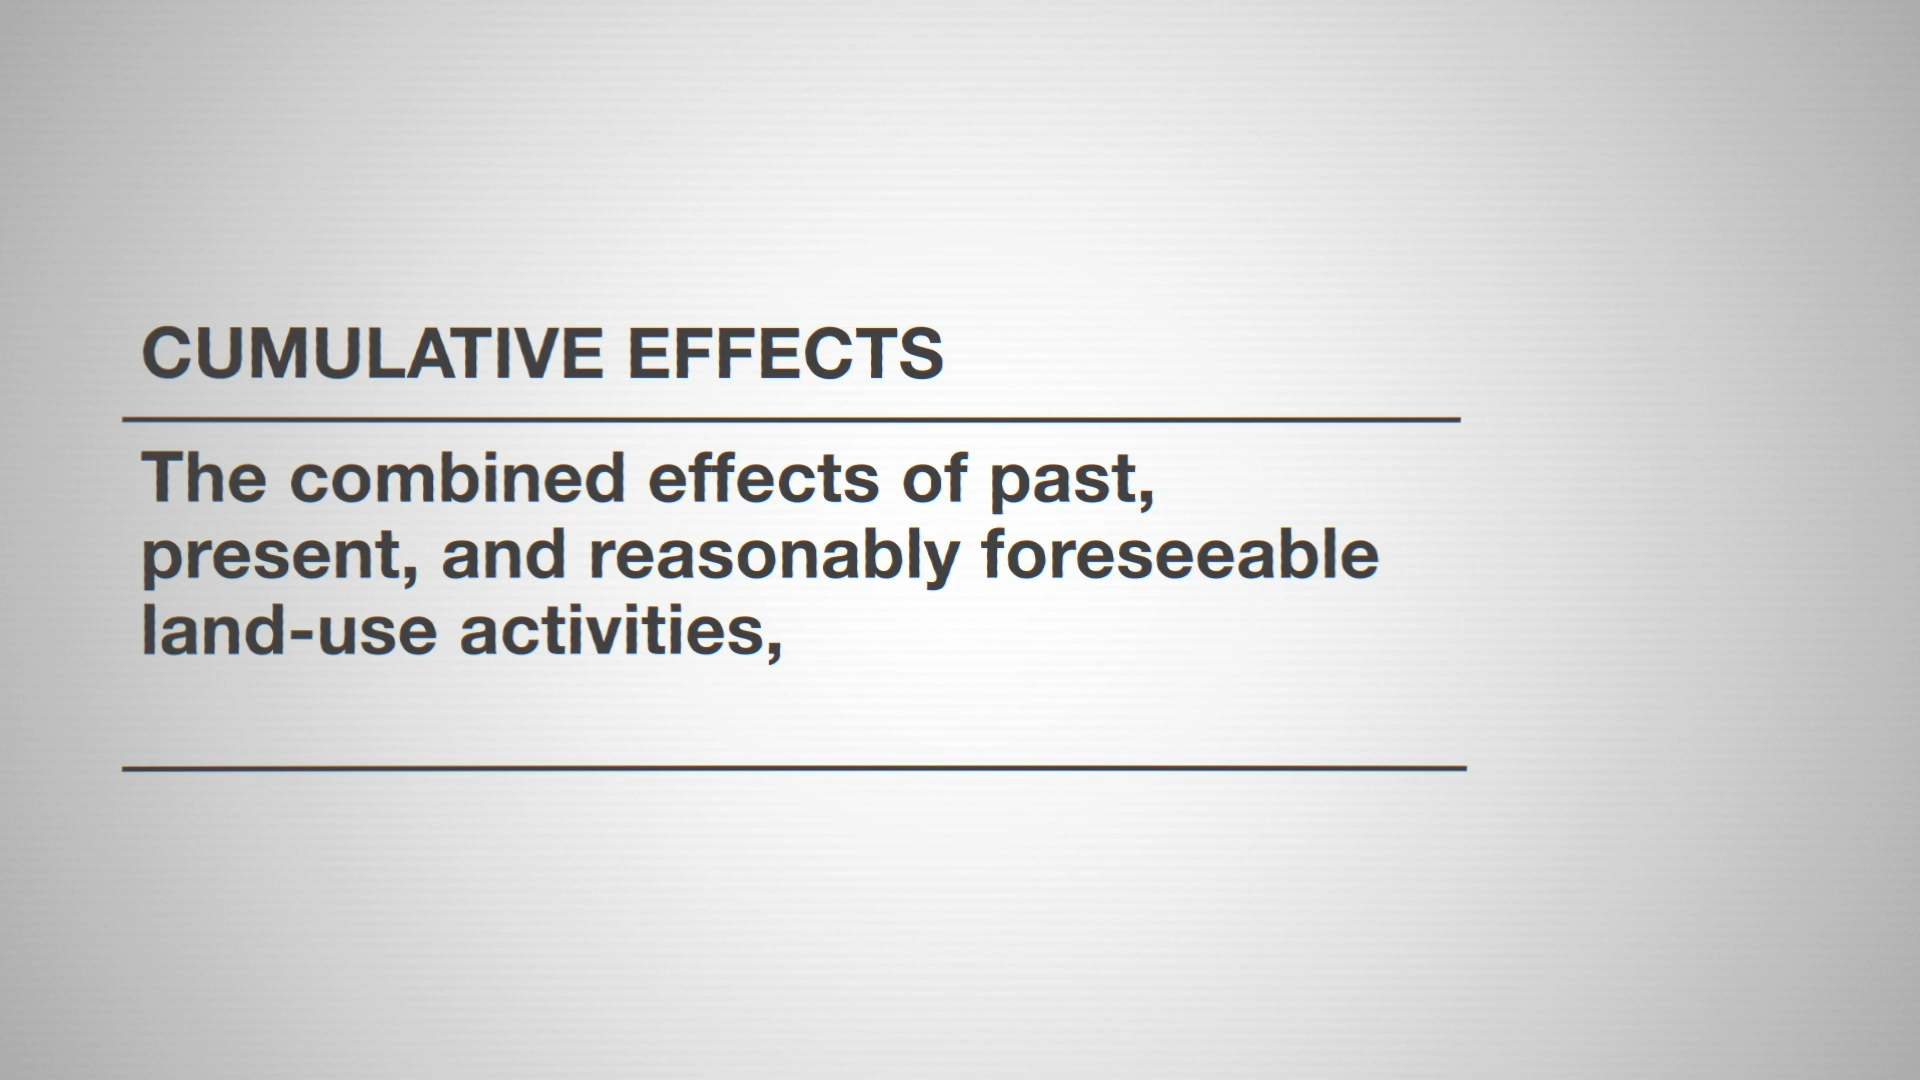 CUMULATIVE EFFECTS
The combined effects of past,
present, and reasonably foreseeable
land-use activities,